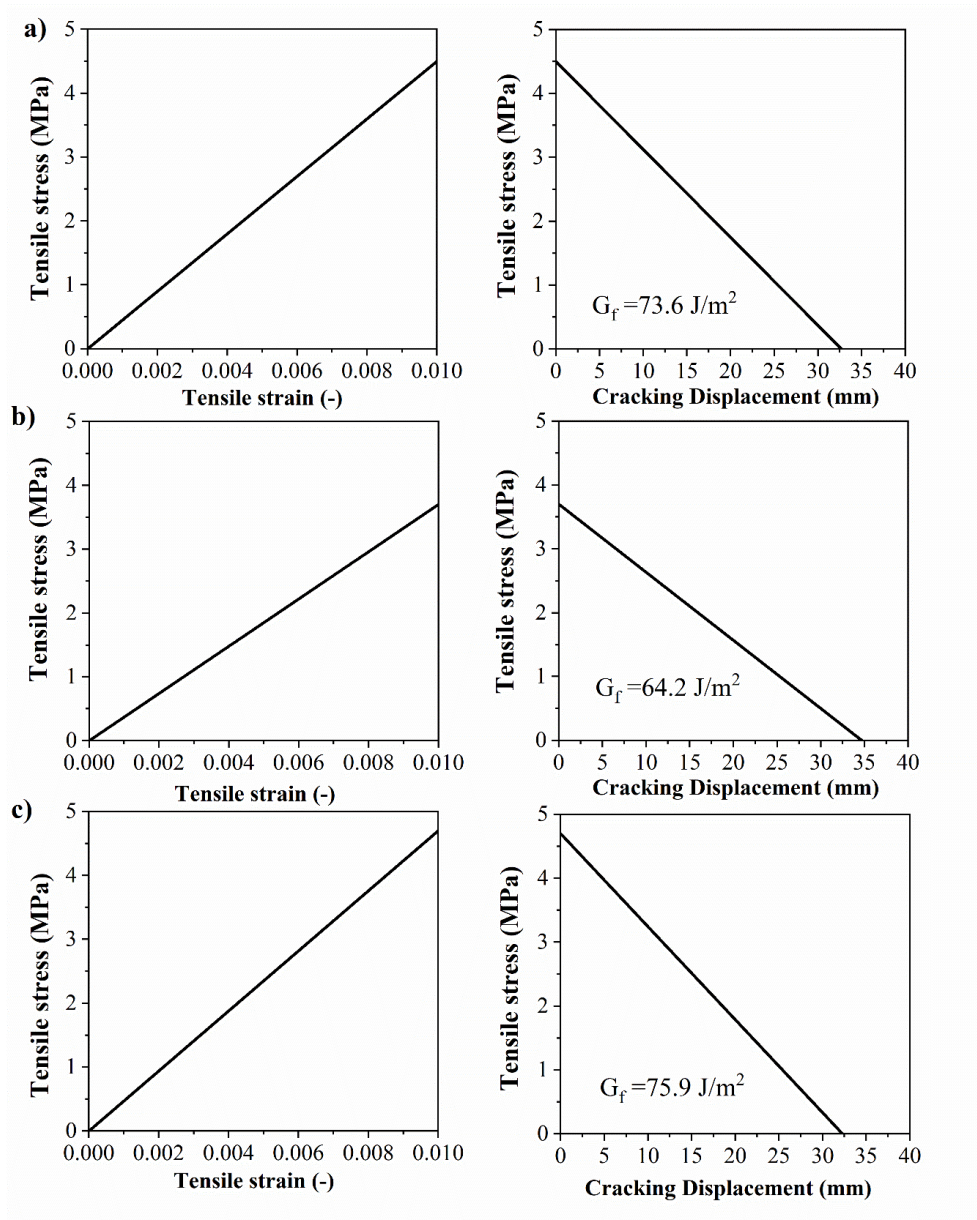 a)
5
4
3
2
1
0
Tensile stress (MPa)
0.000 0.002 0.004 0.006 0.008 0.010
Tensile strain (-)
5
4
3
2
1
0
Tensile stress (MPa)
G_f =73.6 J/m²
0 5 10 15 20 25 30 35 40
Cracking Displacement (mm)
b)
5
4
3
2
1
0
Tensile stress (MPa)
0.000 0.002 0.004 0.006 0.008 0.010
Tensile strain (-)
5
4
3
2
1
0
Tensile stress (MPa)
G_f =64.2 J/m²
0 5 10 15 20 25 30 35 40
Cracking Displacement (mm)
c)
5
4
3
2
1
0
Tensile stress (MPa)
0.000 0.002 0.004 0.006 0.008 0.010
Tensile strain (-)
5
4
3
2
1
0
Tensile stress (MPa)
G_f =75.9 J/m²
0 5 10 15 20 25 30 35 40
Cracking Displacement (mm)